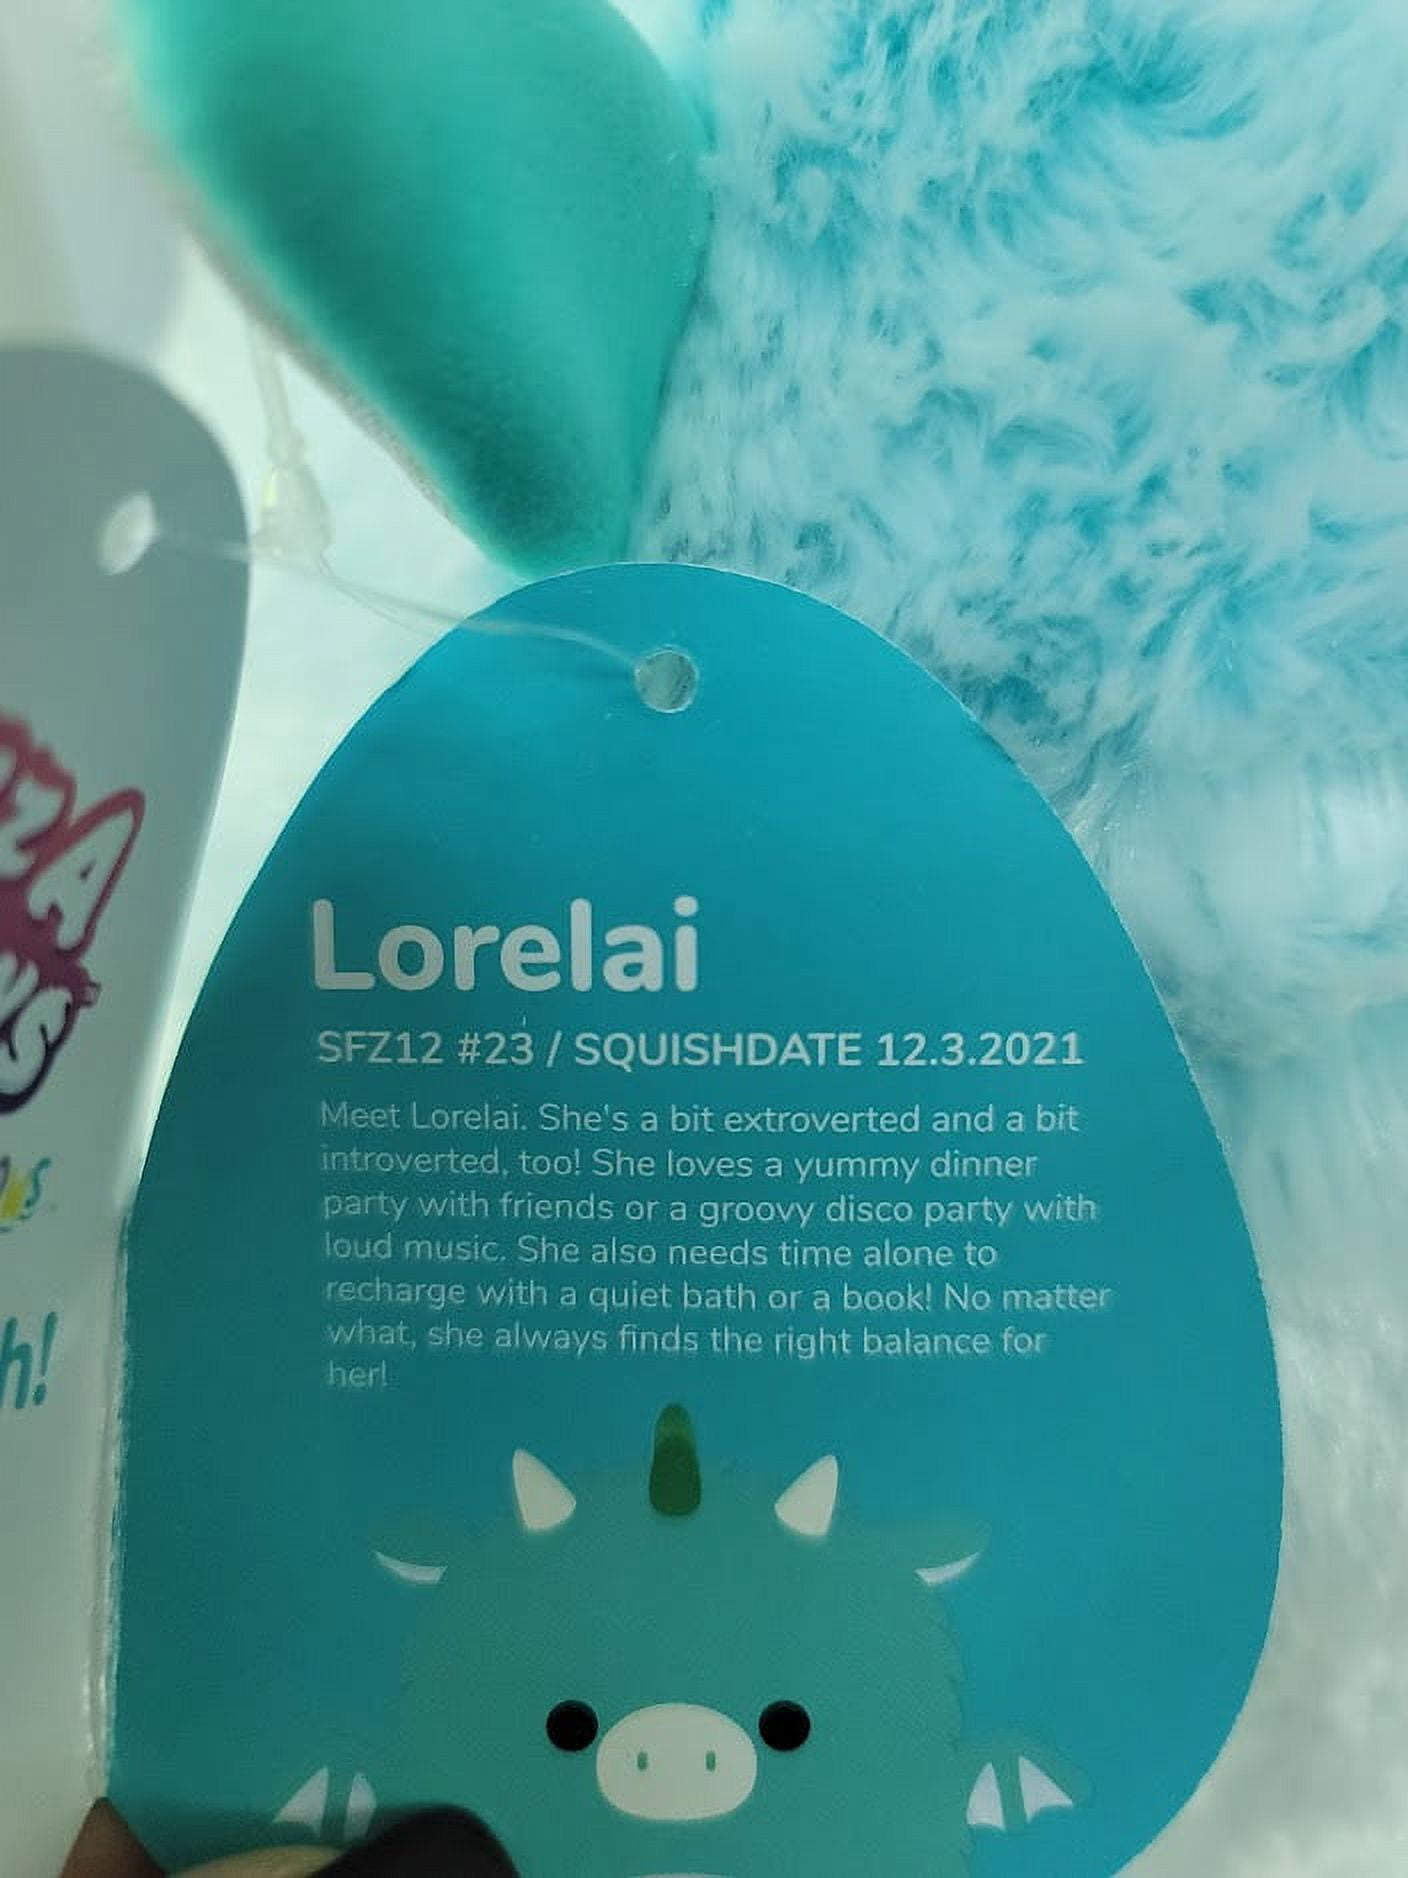 Lorelai
SFZ12 #23 / SQUISHDATE 12.3.2021
Meet Lorelai. She's a bit extroverted and a bit
introverted, too! She loves a yummy dinner
party with friends or a groovy disco party with
loud music. She also needs time alone to
recharge with a quiet bath or a book! No matter
what, she always finds the right balance for
her!